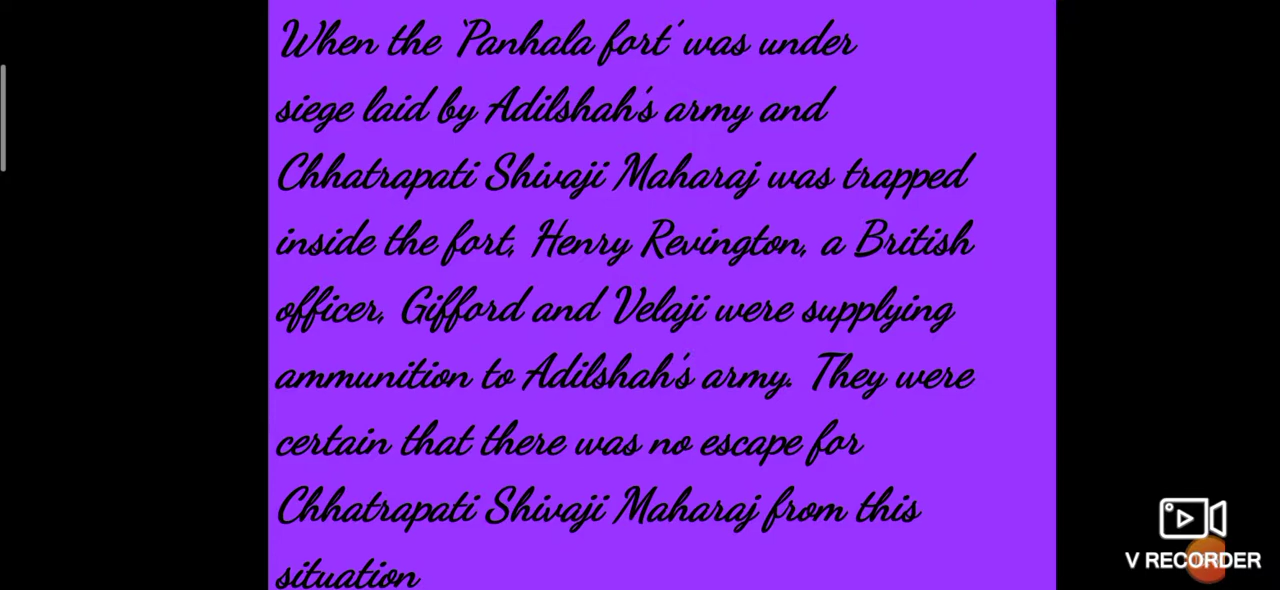 When the 'Panhala fort' was under
siege laid by Adilshah's army and
Chhatrapati Shivaji Maharaj was trapped
inside the fort, Henry Revington, a British
officer, Gifford and Velaji were supplying
ammunition to Adilshah's army. They were
certain that there was no escape for
Chhatrapati Shivaji Maharaj from this
situation
V RECORDER